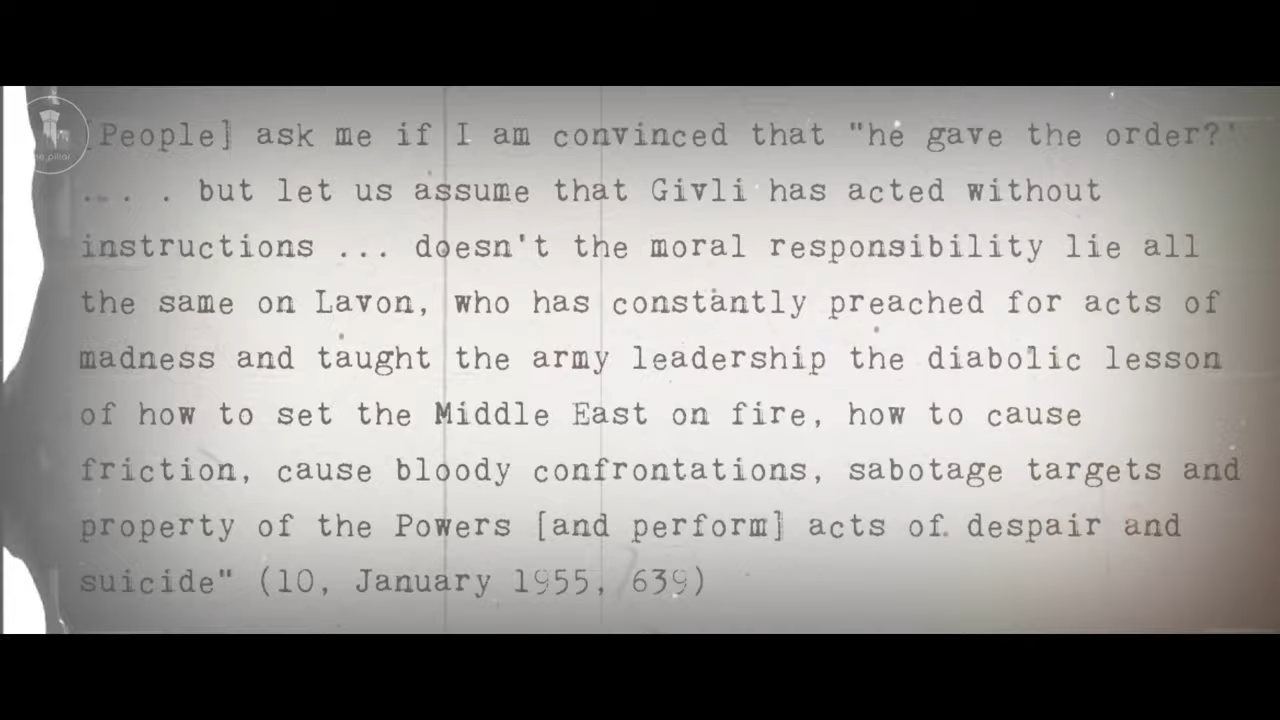 [People] ask me if I am convinced that "he gave the order?'
.... but let us assume that Givli has acted without
instructions ... doesn't the moral responsibility lie all
the same on Lavon, who has constantly preached for acts of
madness and taught the army leadership the diabolic lesson
of how to set the Middle East on fire, how to cause
friction, cause bloody confrontations, sabotage targets and
property of the Powers [and perform] acts of despair and
suicide" (10, January 1955, 639)